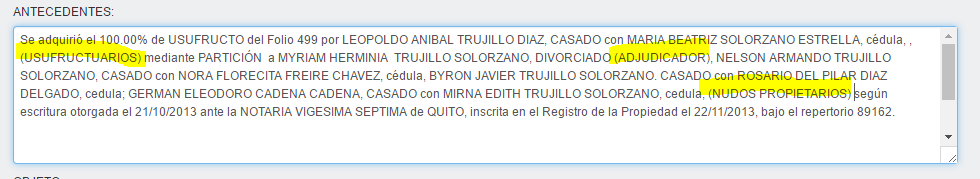 ANTECEDENTES:
Se adquirió el 100.00% de USUFRUCTO del Folio 499 por LEOPOLDO ANIBAL TRUJILLO DIAZ, CASADO con MARIA BEATRIZ SOLORZANO ESTRELLA, cédula, ,
(USUFRUCTUARIOS) mediante PARTICIÓN a MYRIAM HERMINIA TRUJILLO SOLORZANO, DIVORCIADO (ADJUDICADOR), NELSON ARMANDO TRUJILLO
SOLORZANO, CASADO con NORA FLORECITA FREIRE CHAVEZ, cédula, BYRON JAVIER TRUJILLO SOLORZANO. CASADO con ROSARIO DEL PILAR DIAZ
DELGADO, cedula; GERMAN ELEODORO CADENA CADENA, CASADO con MIRNA EDITH TRUJILLO SOLORZANO, cedula, (NUDOS PROPIETARIOS) según
escritura otorgada el 21/10/2013 ante la NOTARIA VIGESIMA SEPTIMA de QUITO, inscrita en el Registro de la Propiedad el 22/11/2013, bajo el repertorio 89162.